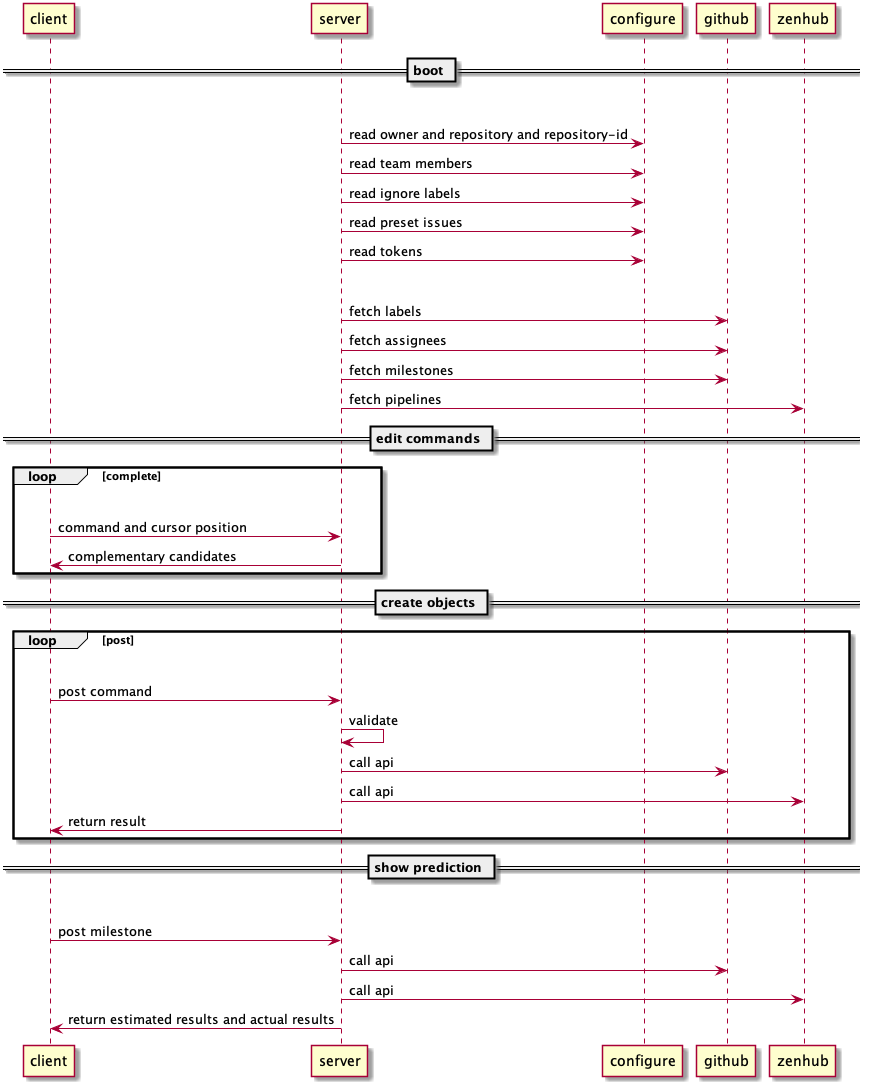 client server configure github zenhub
boot
read owner and repository and repository-id
read team members
read ignore labels
read preset issues
read tokens
fetch labels
fetch assignees
fetch milestones
fetch pipelines
edit commands
loop [complete]
command and cursor position
complementary candidates
create objects
loop [post]
post command
validate
call api
call api
return result
show prediction
post milestone
call api
call api
return estimated results and actual results
client server configure github zenhub